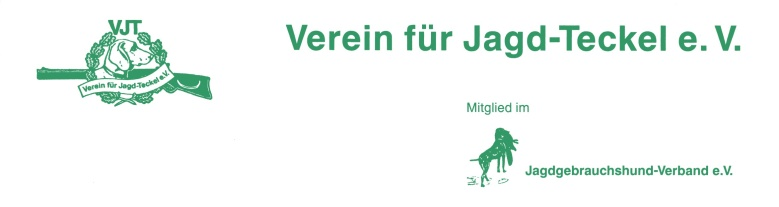 VJT
Verein für Jagd-Teckel e.V.
Verein für Jagd-Teckel e. V.
Mitglied im
Jagdgebrauchshund-Verband e.V.